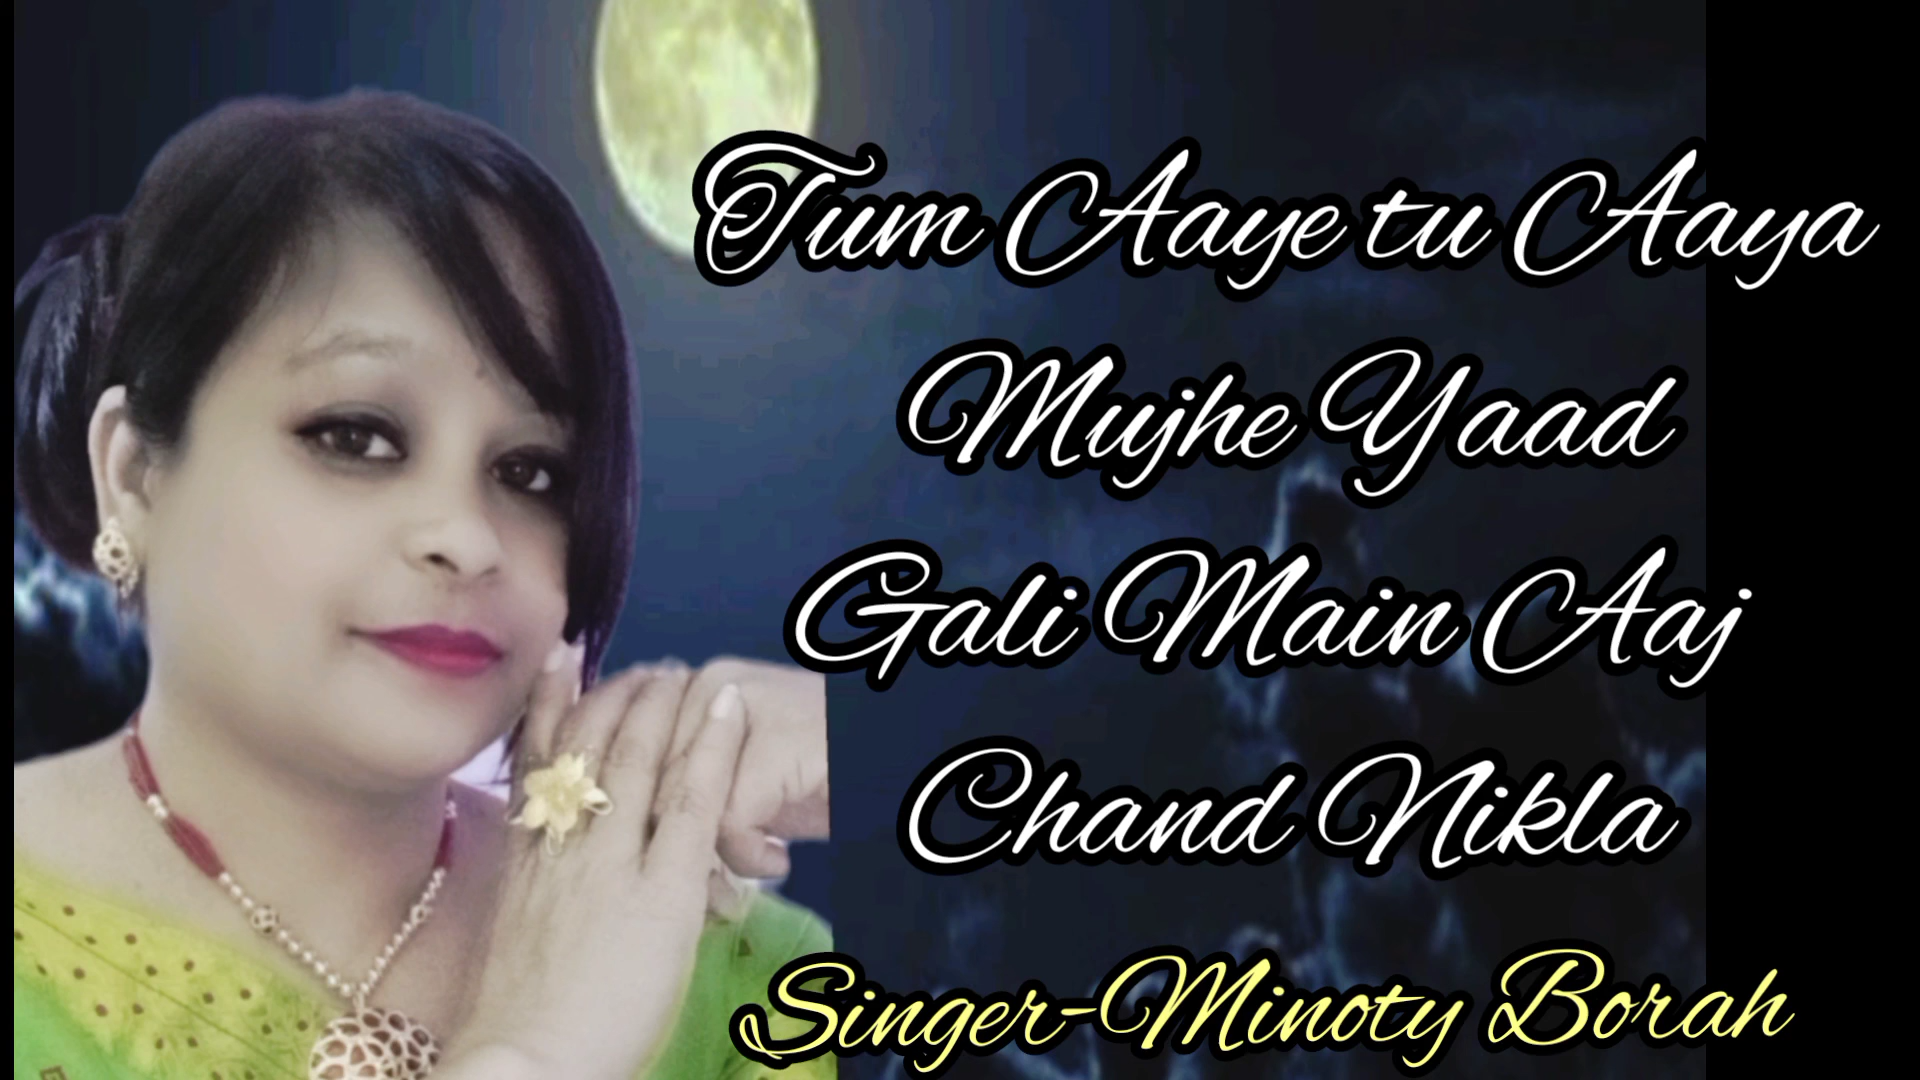 Tum Aaye tu Aaya
Mujhe Yaad
Gali Main Aaj
Chand Nikla
Singer-Minoty Borah